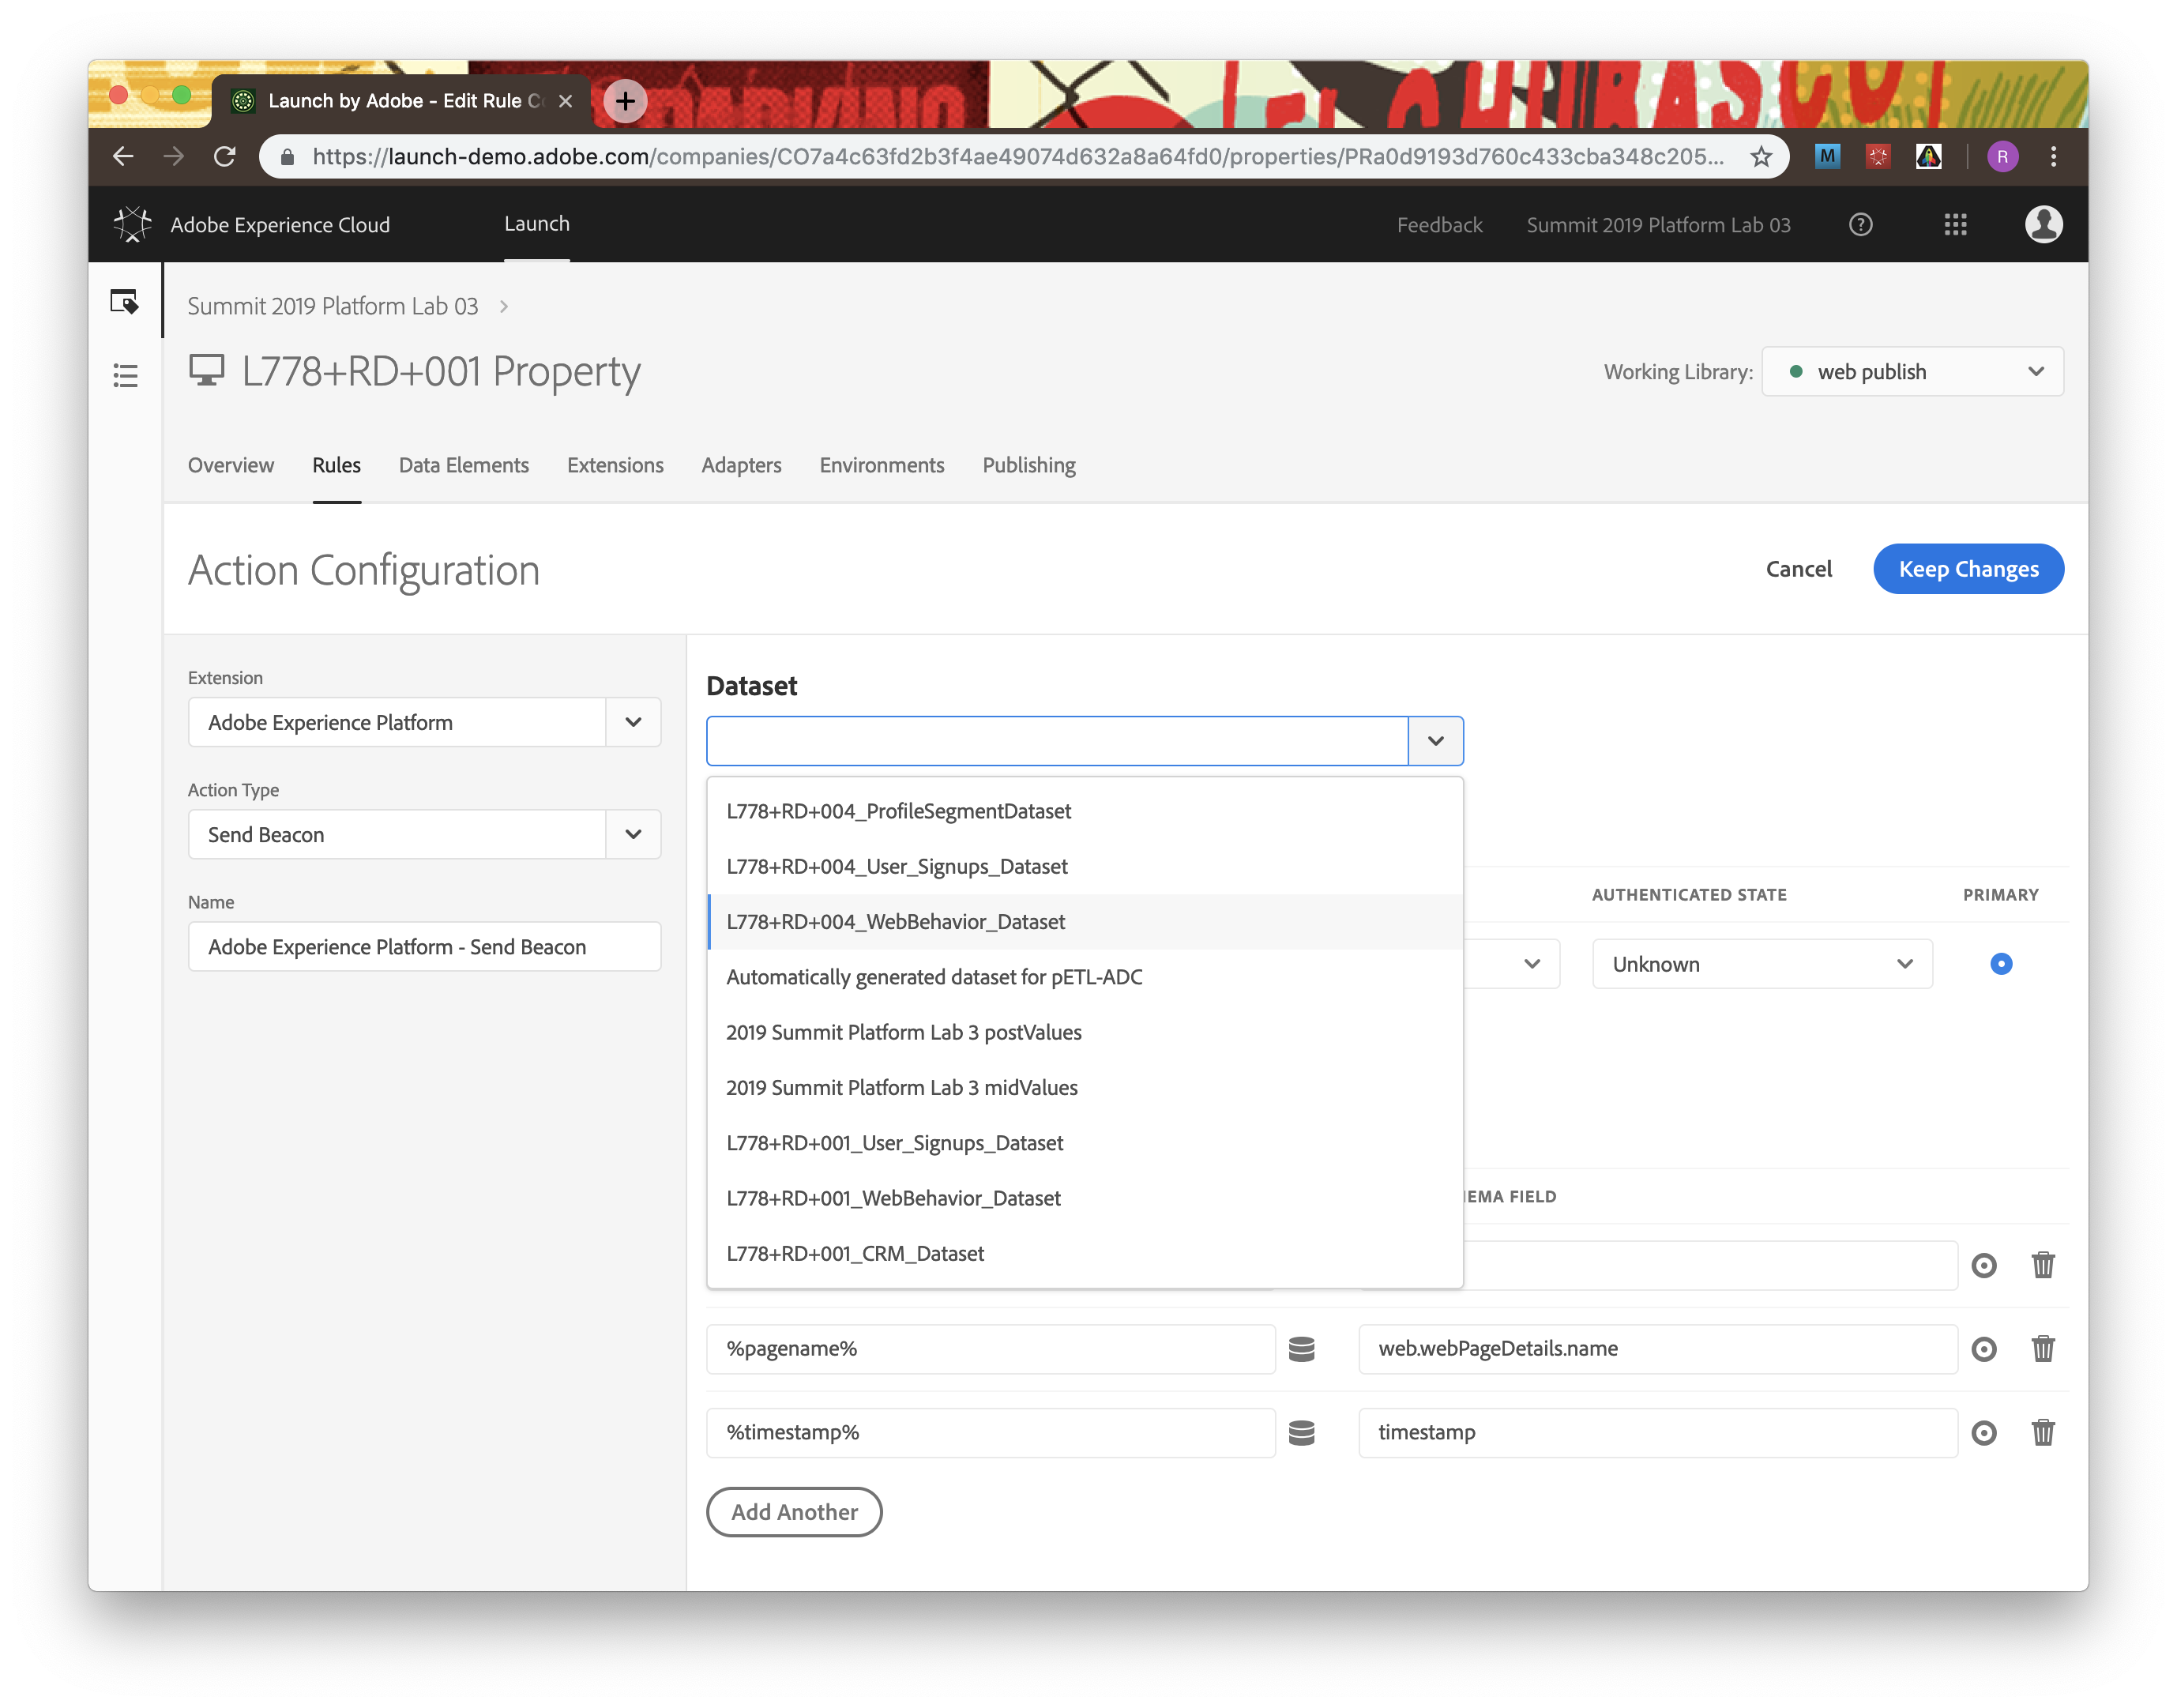 Launch by Adobe - Edit Rule
https://launch-demo.adobe.com/companies/CO7a4c63fd2b3f4ae49074d632a8a64fd0/properties/PRa0d9193d760c433cba348c205...
M
R
Adobe Experience Cloud
Launch
Feedback
Summit 2019 Platform Lab 03
?
Summit 2019 Platform Lab 03 >
L778+RD+001 Property
Working Library:
web publish
Overview
Rules
Data Elements
Extensions
Adapters
Environments
Publishing
Action Configuration
Cancel
Keep Changes
Extension
Adobe Experience Platform
Action Type
Send Beacon
Name
Adobe Experience Platform - Send Beacon
Dataset
L778+RD+004_ProfileSegmentDataset
L778+RD+004_User_Signups_Dataset
L778+RD+004_WebBehavior_Dataset
Automatically generated dataset for pETL-ADC
2019 Summit Platform Lab 3 postValues
2019 Summit Platform Lab 3 midValues
L778+RD+001_User_Signups_Dataset
L778+RD+001_WebBehavior_Dataset
L778+RD+001_CRM_Dataset
AUTHENTICATED STATE
PRIMARY
Unknown
FIELD
%pagename%
web.webPageDetails.name
%timestamp%
timestamp
Add Another